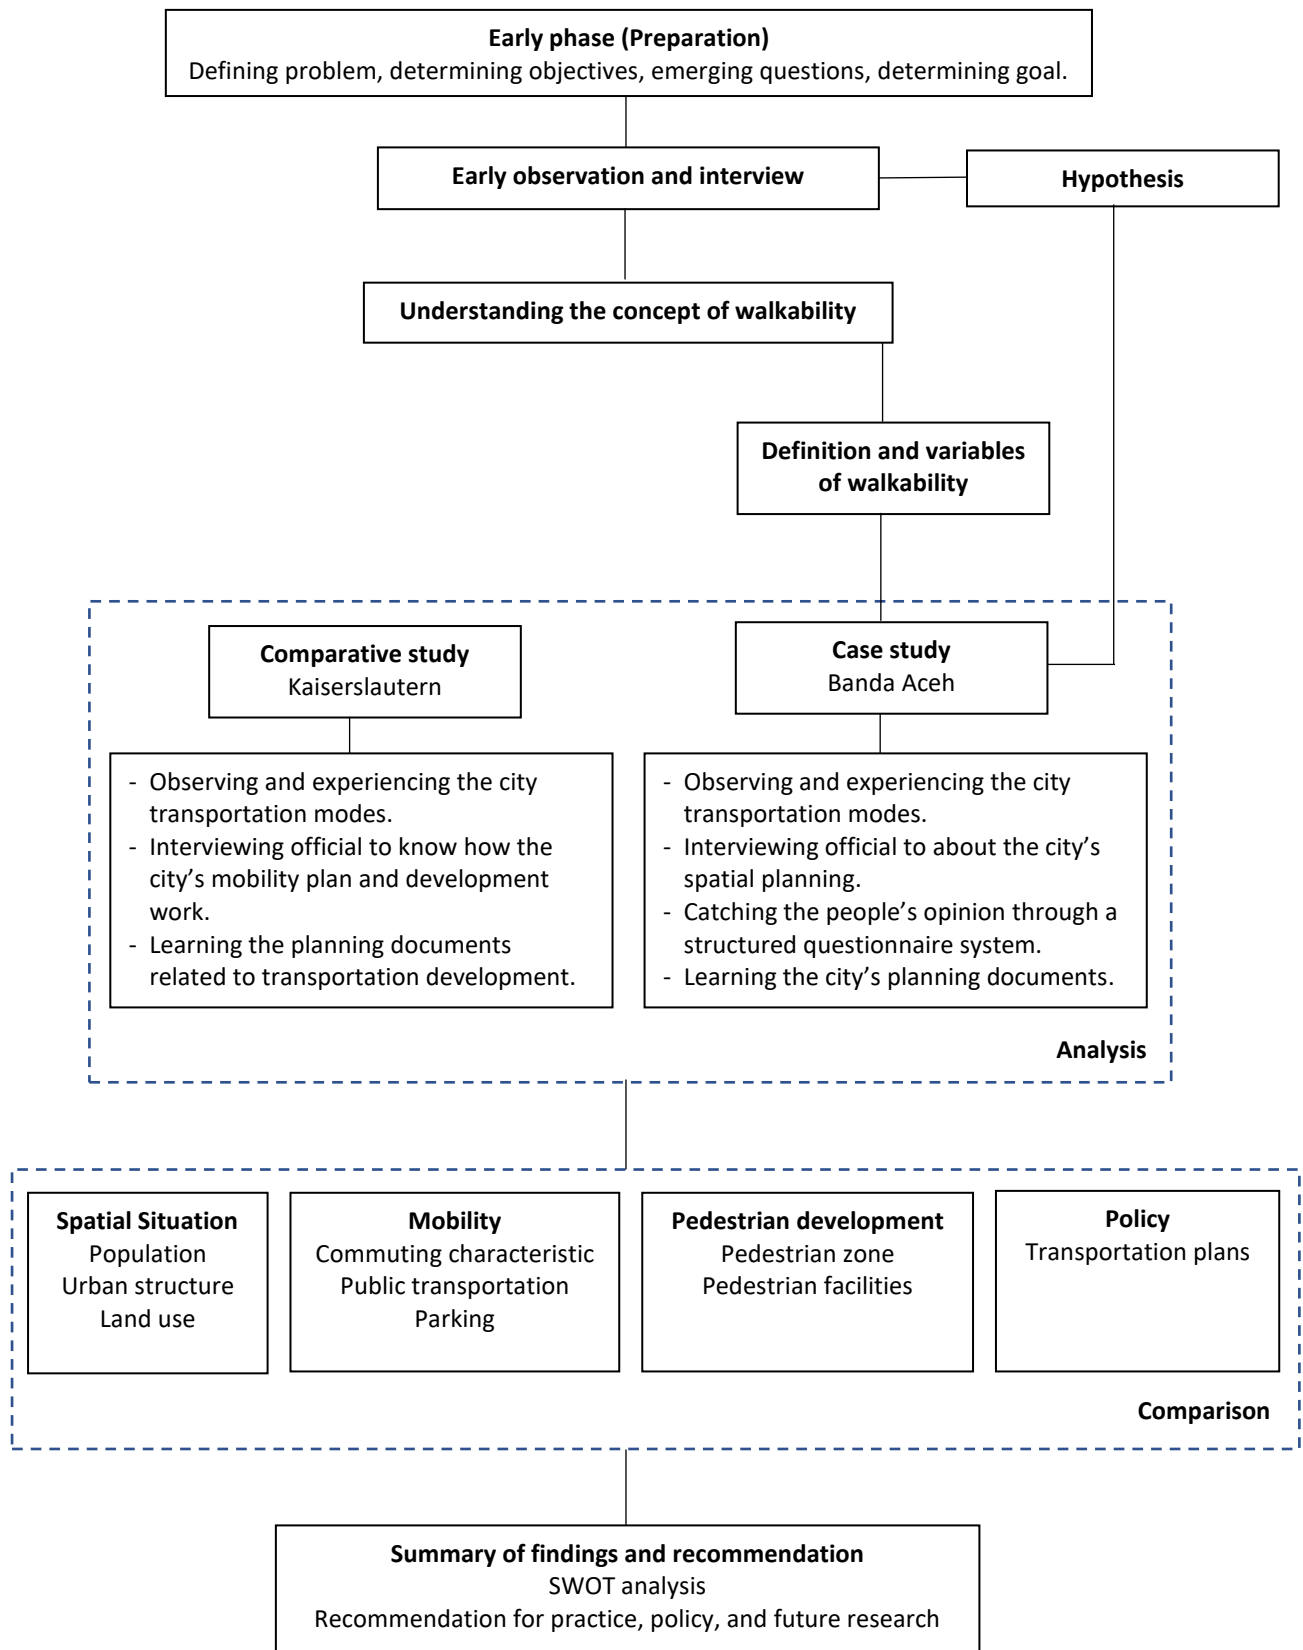 Early phase (Preparation)
Defining problem, determining objectives, emerging questions, determining goal.
Early observation and interview
Hypothesis
Understanding the concept of walkability
Definition and variables
of walkability
Comparative study
Kaiserslautern
Case study
Banda Aceh
- Observing and experiencing the city
transportation modes.
- Interviewing official to know how the
city's mobility plan and development
work.
- Learning the planning documents
related to transportation development.
- Observing and experiencing the city
transportation modes.
- Interviewing official to about the city's
spatial planning.
- Catching the people's opinion through a
structured questionnaire system.
- Learning the city's planning documents.
Analysis
Spatial Situation
Population
Urban structure
Land use
Mobility
Commuting characteristic
Public transportation
Parking
Pedestrian development
Pedestrian zone
Pedestrian facilities
Policy
Transportation plans
Comparison
Summary of findings and recommendation
SWOT analysis
Recommendation for practice, policy, and future research